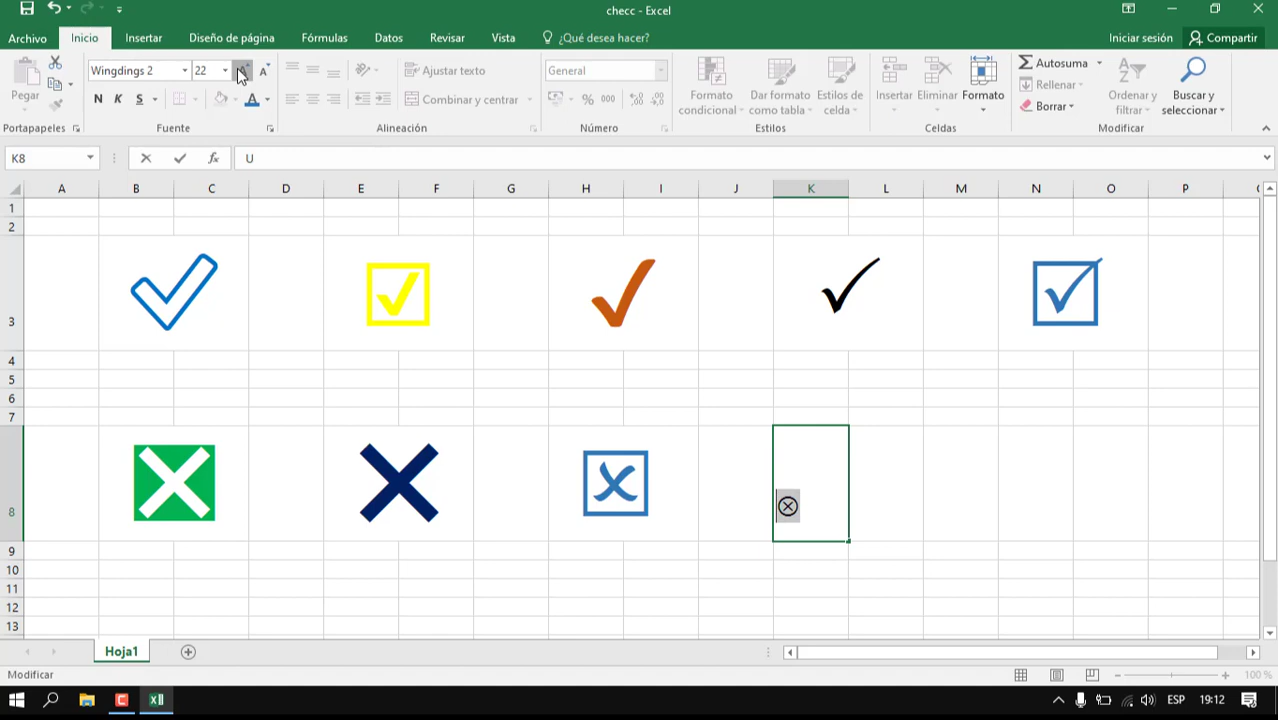 checc - Excel
Archivo Inicio Insertar Diseño de página Fórmulas Datos Revisar Vista ¿Qué desea hacer? Iniciar sesión Compartir
Pegar
Wingdings 2 22
N K S
A A A
Ajustar texto
Combinar y centrar
General
% 000
Formato condicional
Dar formato como tabla
Estilos de celda
Insertar Eliminar Formato
Autosuma
Rellenar
Borrar
Ordenar y filtrar
Buscar y seleccionar
Portapapeles Fuente Alineación Número Estilos Celdas Modificar
K8 fx U
A B C D E F G H I J K L M N O P
1
2
3
4
5
6
7
8
9
10
11
12
13
Hoja1
Modificar 100 %
ESP 19:12